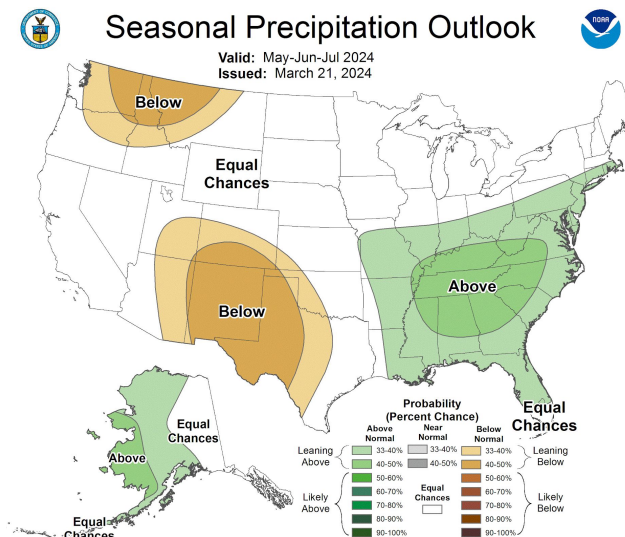 Seasonal Precipitation Outlook
NOAA
Valid: May-Jun-Jul 2024
Issued: March 21, 2024
Below
Equal
Chances
Below
Above
Equal
Chances
Above
Equal
Chances
Equal
Chances
Probability
(Percent Chance)
Above
Normal
Near
Normal
Below
Normal
Leaning
Above
33-40%
33-40%
33-40%
40-50%
40-50%
40-50%
Leaning
Below
Likely
Above
50-60%
60-70%
70-80%
80-90%
90-100%
Equal
Chances
50-60%
60-70%
70-80%
80-90%
90-100%
Likely
Below